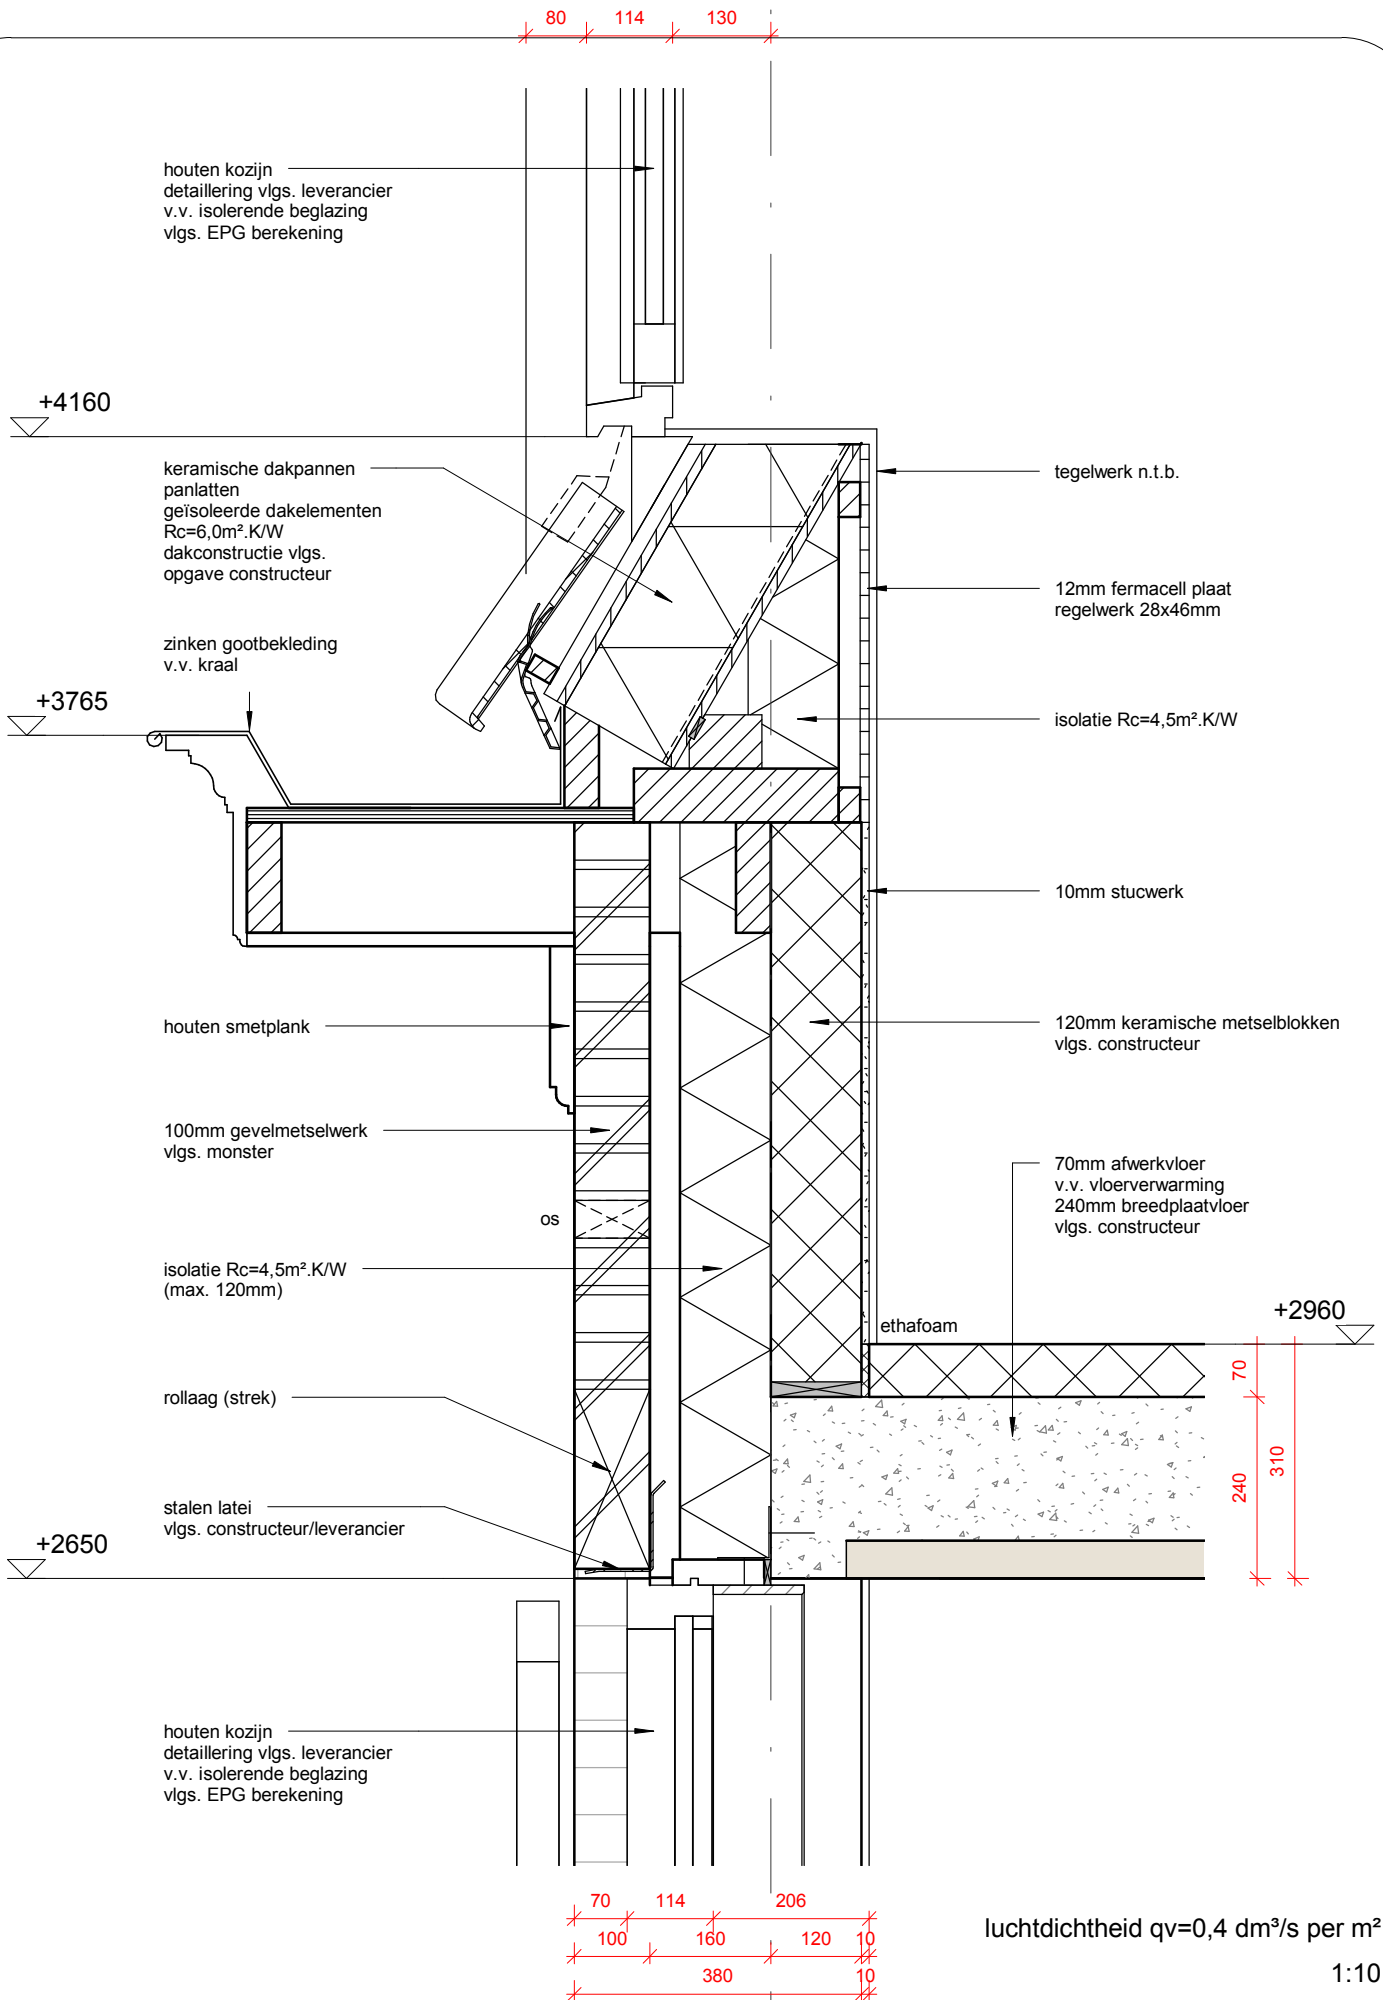 80 114 130
houten kozijn
detaillering vlgs. leverancier
v.v. isolerende beglazing
vlgs. EPG berekening
+4160
keramische dakpannen
panlatten
geïsoleerde dakelementen
Rc=6,0m².K/W
dakconstructie vlgs.
opgave constructeur
tegelwerk n.t.b.
12mm fermacell plaat
regelwerk 28x46mm
zinken gootbekleding
v.v. kraal
+3765
isolatie Rc=4,5m².K/W
10mm stucwerk
houten smetplank
120mm keramische metselblokken
vlgs. constructeur
100mm gevelmetselwerk
vlgs. monster
70mm afwerkvloer
v.v. vloerverwarming
240mm breedplaatvloer
vlgs. constructeur
os
isolatie Rc=4,5m².K/W
(max. 120mm)
ethafoam
+2960
rollaag (strek)
70
240
310
stalen latei
vlgs. constructeur/leverancier
+2650
houten kozijn
detaillering vlgs. leverancier
v.v. isolerende beglazing
vlgs. EPG berekening
70 114 206
100 160 120 10
380 10
luchtdichtheid qv=0,4 dm³/s per m²
1:10